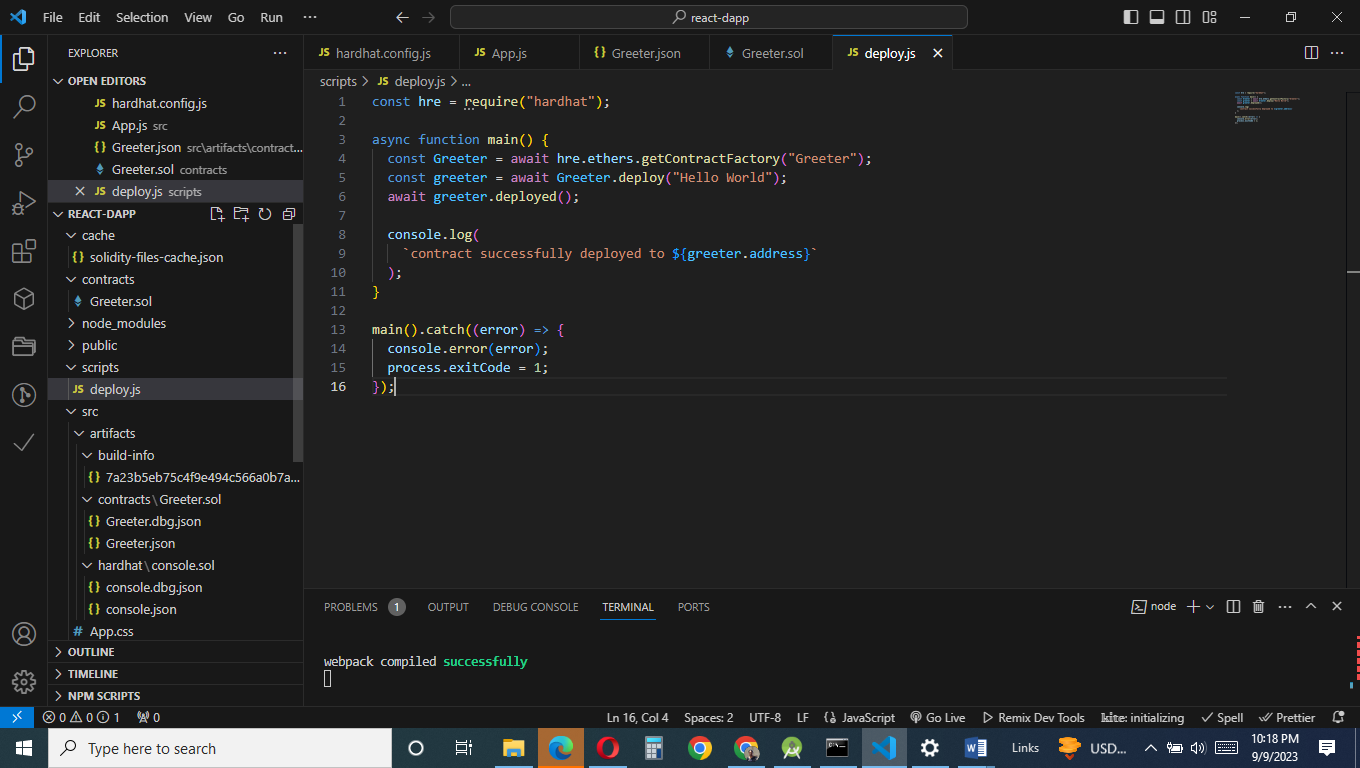 File Edit Selection View Go Run ··· react-dapp
EXPLORER ···
OPEN EDITORS
JS hardhat.config.js
JS App.js src
{} Greeter.json src\artifacts\contract...
Greeter.sol contracts
JS deploy.js scripts
REACT-DAPP
cache
{} solidity-files-cache.json
contracts
Greeter.sol
node_modules
public
scripts
JS deploy.js
src
artifacts
build-info
{} 7a23b5eb75c4f9e494c566a0b7a...
contracts\Greeter.sol
{} Greeter.dbg.json
{} Greeter.json
hardhat\console.sol
{} console.dbg.json
{} console.json
# App.css
OUTLINE
TIMELINE
NPM SCRIPTS
JS hardhat.config.js JS App.js {} Greeter.json Greeter.sol JS deploy.js ···
scripts > JS deploy.js > ...
1 const hre = require("hardhat");
2
3 async function main() {
4 const Greeter = await hre.ethers.getContractFactory("Greeter");
5 const greeter = await Greeter.deploy("Hello World");
6 await greeter.deployed();
7
8 console.log(
9 `contract successfully deployed to ${greeter.address}`
10 );
11 }
12
13 main().catch((error) => {
14 console.error(error);
15 process.exitCode = 1;
16 });
PROBLEMS 1 OUTPUT DEBUG CONSOLE TERMINAL PORTS node ···
webpack compiled successfully
0 0 1 0 Ln 16, Col 4 Spaces: 2 UTF-8 LF {} JavaScript Go Live Remix Dev Tools kite: initializing Spell Prettier
Type here to search Links USD... 10:18 PM
9/9/2023